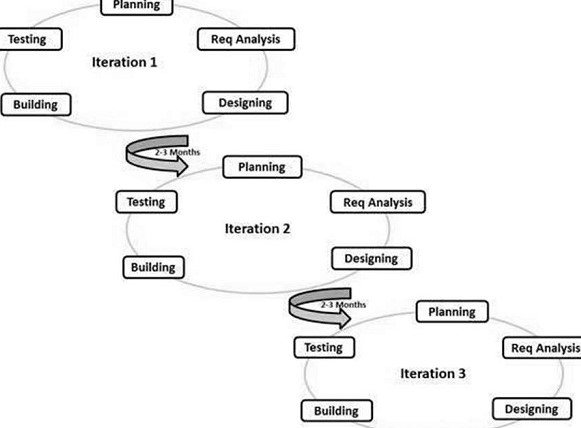 Planning
Testing
Req Analysis
Iteration 1
Building
Designing
2-3 Months
Planning
Testing
Req Analysis
Iteration 2
Designing
Building
2-3 Months
Planning
Testing
Req Analysis
Iteration 3
Building
Designing